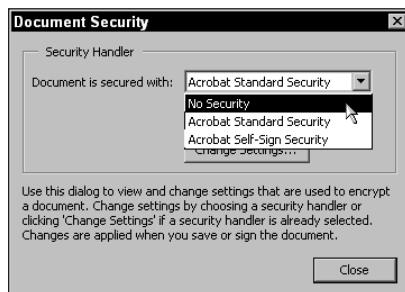 Document Security
Security Handler
Document is secured with: Acrobat Standard Security
No Security
Acrobat Standard Security
Acrobat Self-Sign Security
Change Settings...
Use this dialog to view and change settings that are used to encrypt
a document. Change settings by choosing a security handler or
clicking 'Change Settings' if a security handler is already selected.
Changes are applied when you save or sign the document.
Close